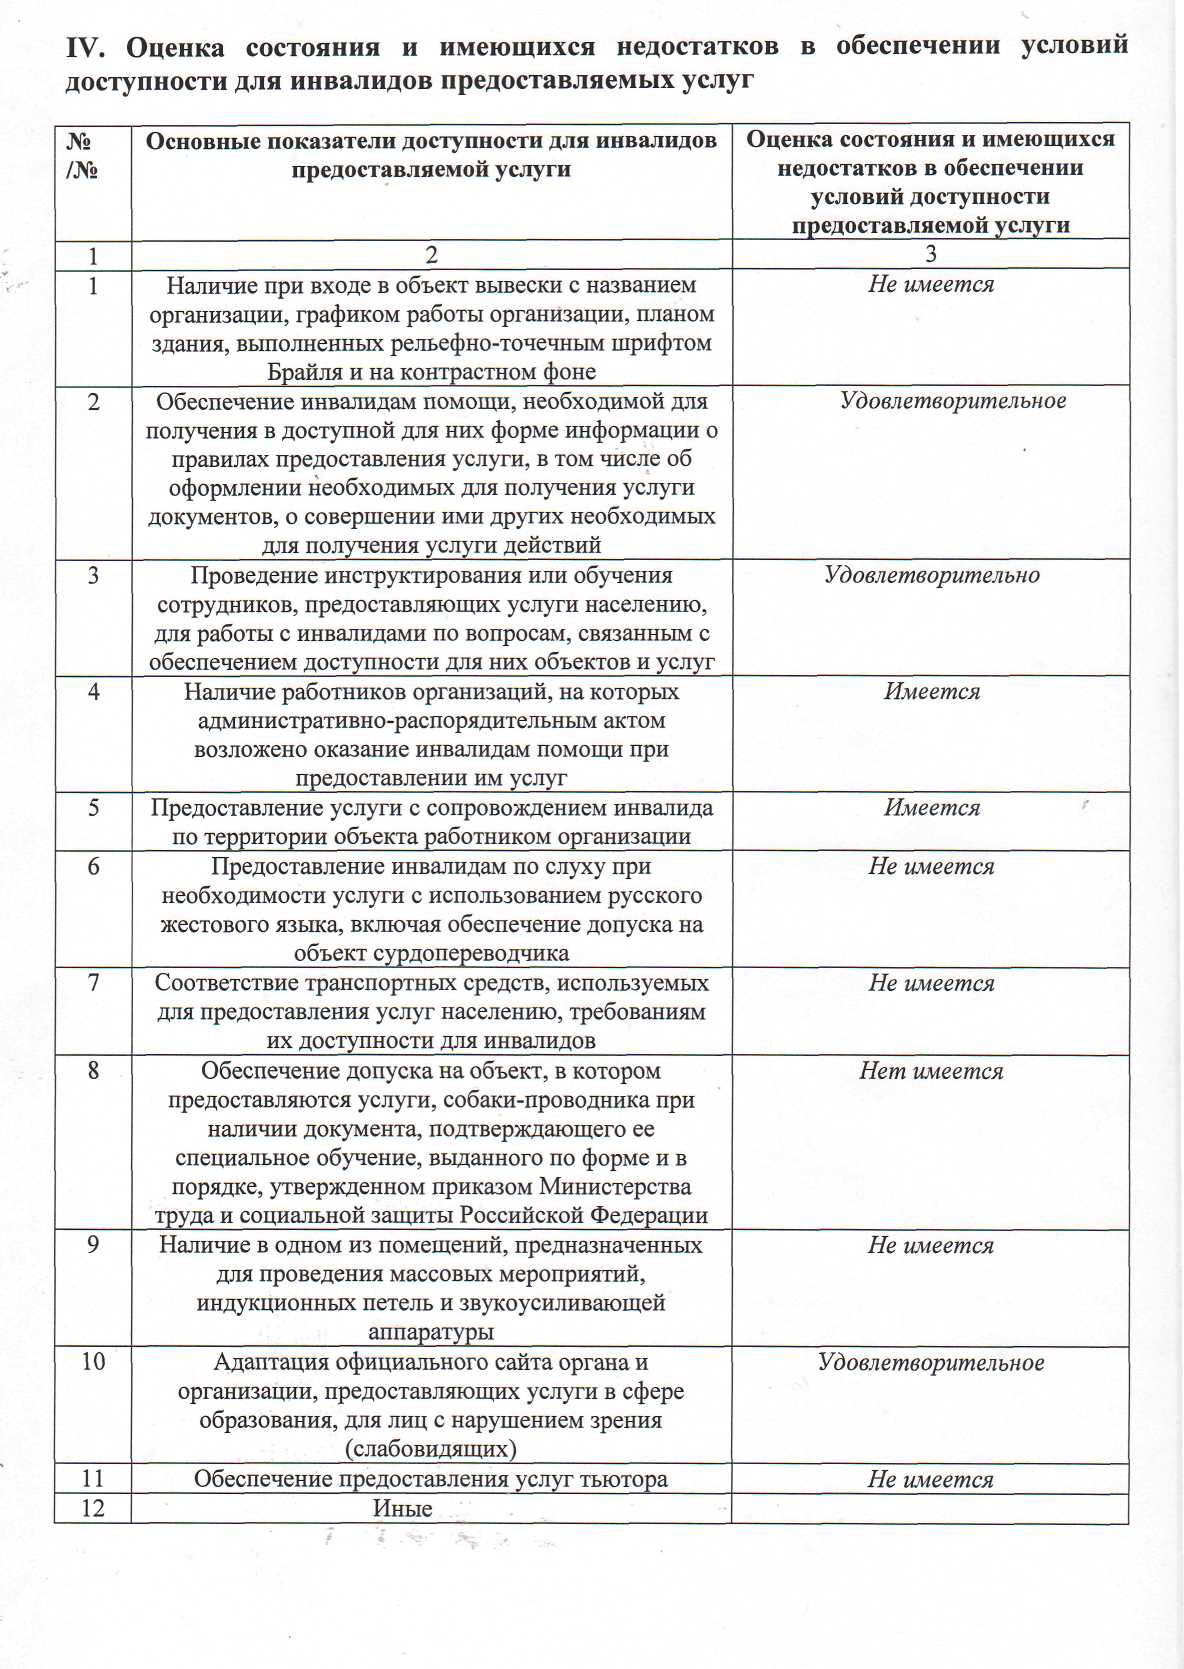 IV. Оценка состояния и имеющихся недостатков в обеспечении условий
доступности для инвалидов предоставляемых услуг
№
/№
Основные показатели доступности для инвалидов
предоставляемой услуги
Оценка состояния и имеющихся
недостатков в обеспечении
условий доступности
предоставляемой услуги
1
2
3
1
Наличие при входе в объект вывески с названием
организации, графиком работы организации, планом
здания, выполненных рельефно-точечным шрифтом
Брайля и на контрастном фоне
Не имеется
2
Обеспечение инвалидам помощи, необходимой для
получения в доступной для них форме информации о
правилах предоставления услуги, в том числе об
оформлении необходимых для получения услуги
документов, о совершении ими других необходимых
для получения услуги действий
Удовлетворительное
3
Проведение инструктирования или обучения
сотрудников, предоставляющих услуги населению,
для работы с инвалидами по вопросам, связанным с
обеспечением доступности для них объектов и услуг
Удовлетворительно
4
Наличие работников организаций, на которых
административно-распорядительным актом
возложено оказание инвалидам помощи при
предоставлении им услуг
Имеется
5
Предоставление услуги с сопровождением инвалида
по территории объекта работником организации
Имеется
6
Предоставление инвалидам по слуху при
необходимости услуги с использованием русского
жестового языка, включая обеспечение допуска на
объект сурдопереводчика
Не имеется
7
Соответствие транспортных средств, используемых
для предоставления услуг населению, требованиям
их доступности для инвалидов
Не имеется
8
Обеспечение допуска на объект, в котором
предоставляются услуги, собаки-проводника при
наличии документа, подтверждающего ее
специальное обучение, выданного по форме и в
порядке, утвержденном приказом Министерства
труда и социальной защиты Российской Федерации
Нет имеется
9
Наличие в одном из помещений, предназначенных
для проведения массовых мероприятий,
индукционных петель и звукоусиливающей
аппаратуры
Не имеется
10
Адаптация официального сайта органа и
организации, предоставляющих услуги в сфере
образования, для лиц с нарушением зрения
(слабовидящих)
Удовлетворительное
11
Обеспечение предоставления услуг тьютора
Не имеется
12
Иные